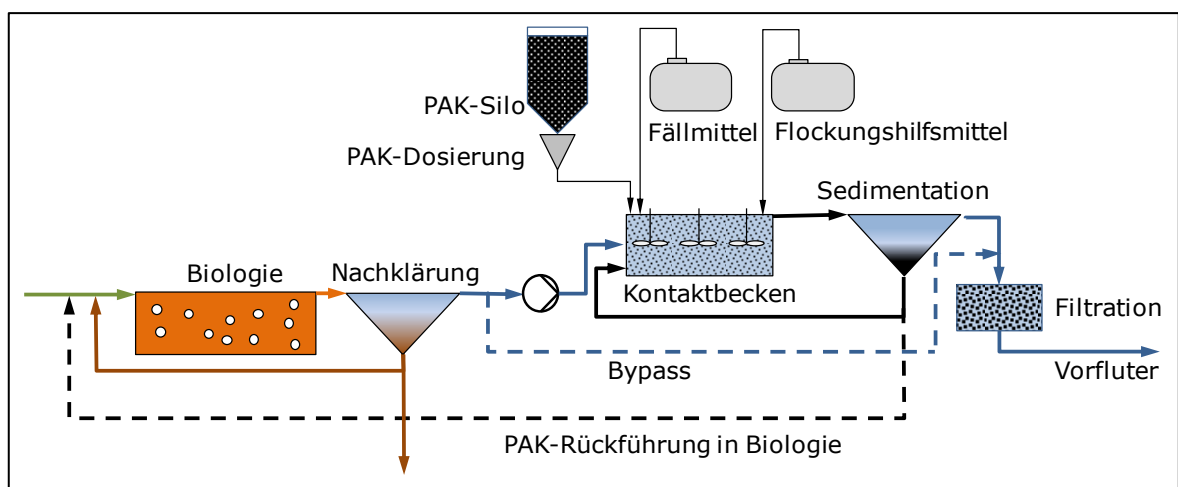 PAK-Silo
PAK-Dosierung
Fällmittel
Flockungshilfsmittel
Sedimentation
Biologie
Nachklärung
Kontaktbecken
Filtration
Bypass
Vorfluter
PAK-Rückführung in Biologie